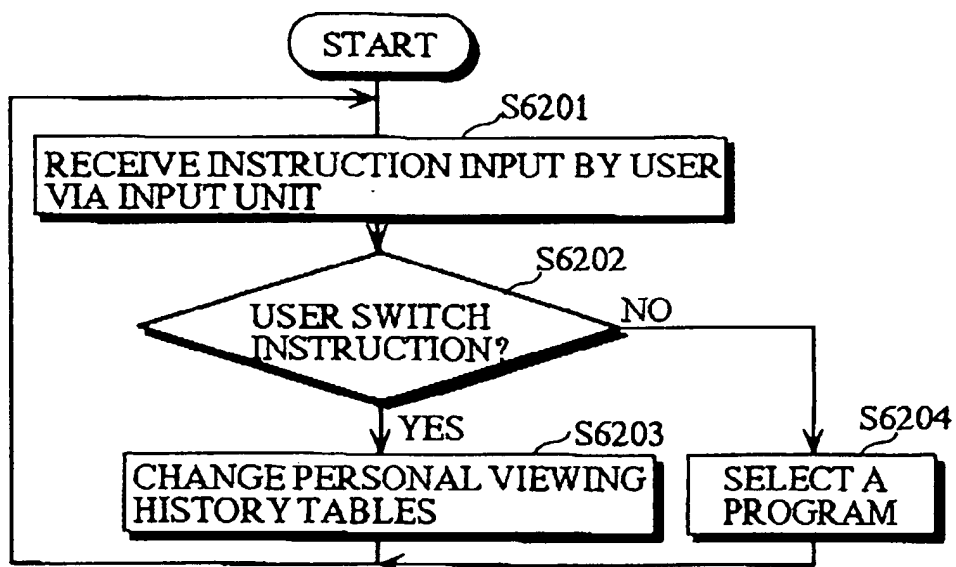 START
S6201
RECEIVE INSTRUCTION INPUT BY USER
VIA INPUT UNIT
S6202
USER SWITCH
INSTRUCTION?
NO
YES
S6203
CHANGE PERSONAL VIEWING
HISTORY TABLES
S6204
SELECT A
PROGRAM